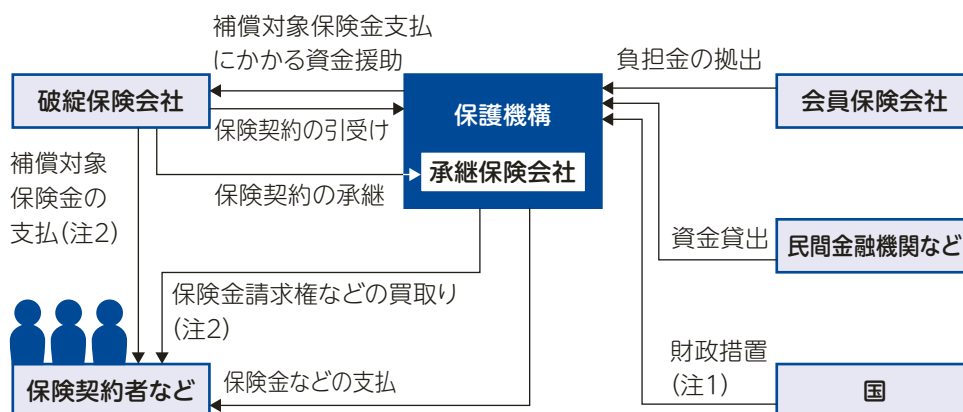 補償対象保険金支払
にかかる資金援助
負担金の拠出
破綻保険会社
保護機構
会員保険会社
保険契約の引受け
補償対象
保険金の
支払(注2)
承継保険会社
保険契約の承継
資金貸出
民間金融機関など
保険金請求権などの買取り
(注2)
財政措置
(注1)
保険契約者など
保険金などの支払
国